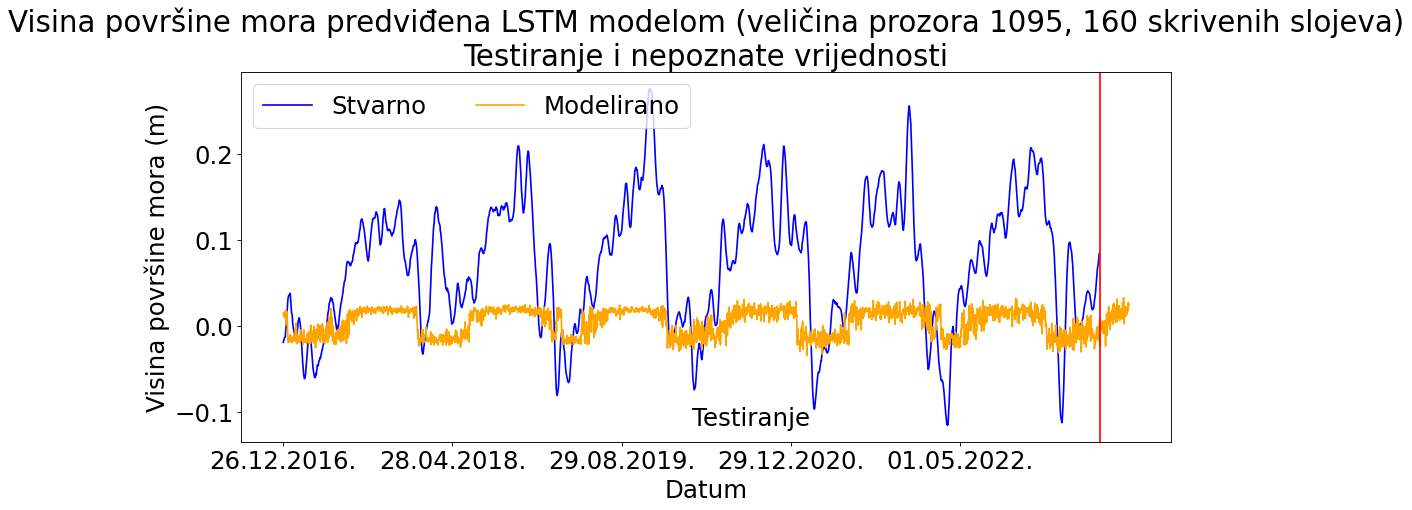 Visina površine mora predviđena LSTM modelom (veličina prozora 1095, 160 skrivenih slojeva)
Testiranje i nepoznate vrijednosti
Stvarno
Modelirano
Visina površine mora (m)
0.2
0.1
0.0
−0.1
Testiranje
26.12.2016.
28.04.2018.
29.08.2019.
29.12.2020.
01.05.2022.
Datum